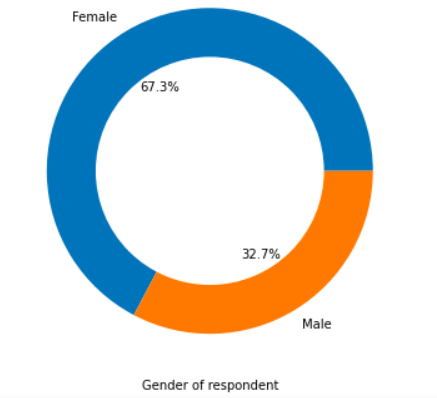 Female
67.3%
32.7%
Male
Gender of respondent